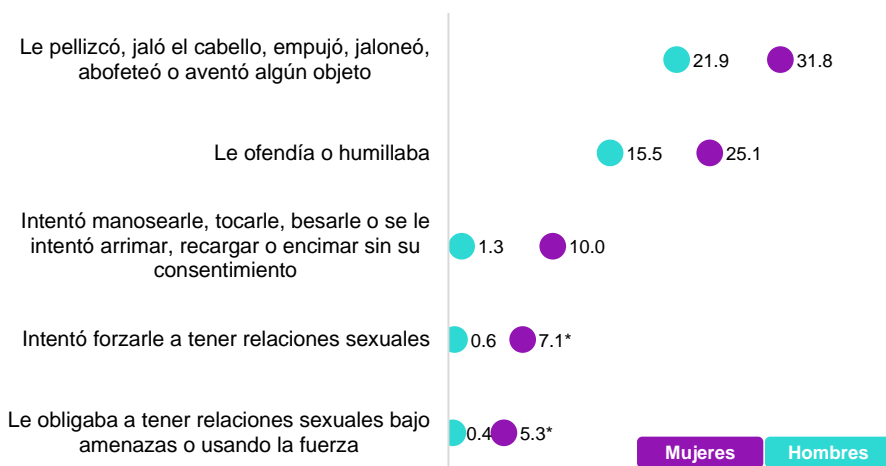 Le pellizcó, jaló el cabello, empujó, jaloneó,
abofeteó o aventó algún objeto
21.9 31.8
Le ofendía o humillaba
15.5 25.1
Intentó manosearle, tocarle, besarle o se le
intentó arrimar, recargar o encimar sin su
consentimiento
1.3 10.0
Intentó forzarle a tener relaciones sexuales
0.6 7.1*
Le obligaba a tener relaciones sexuales bajo
amenazas o usando la fuerza
0.4 5.3*
Mujeres Hombres